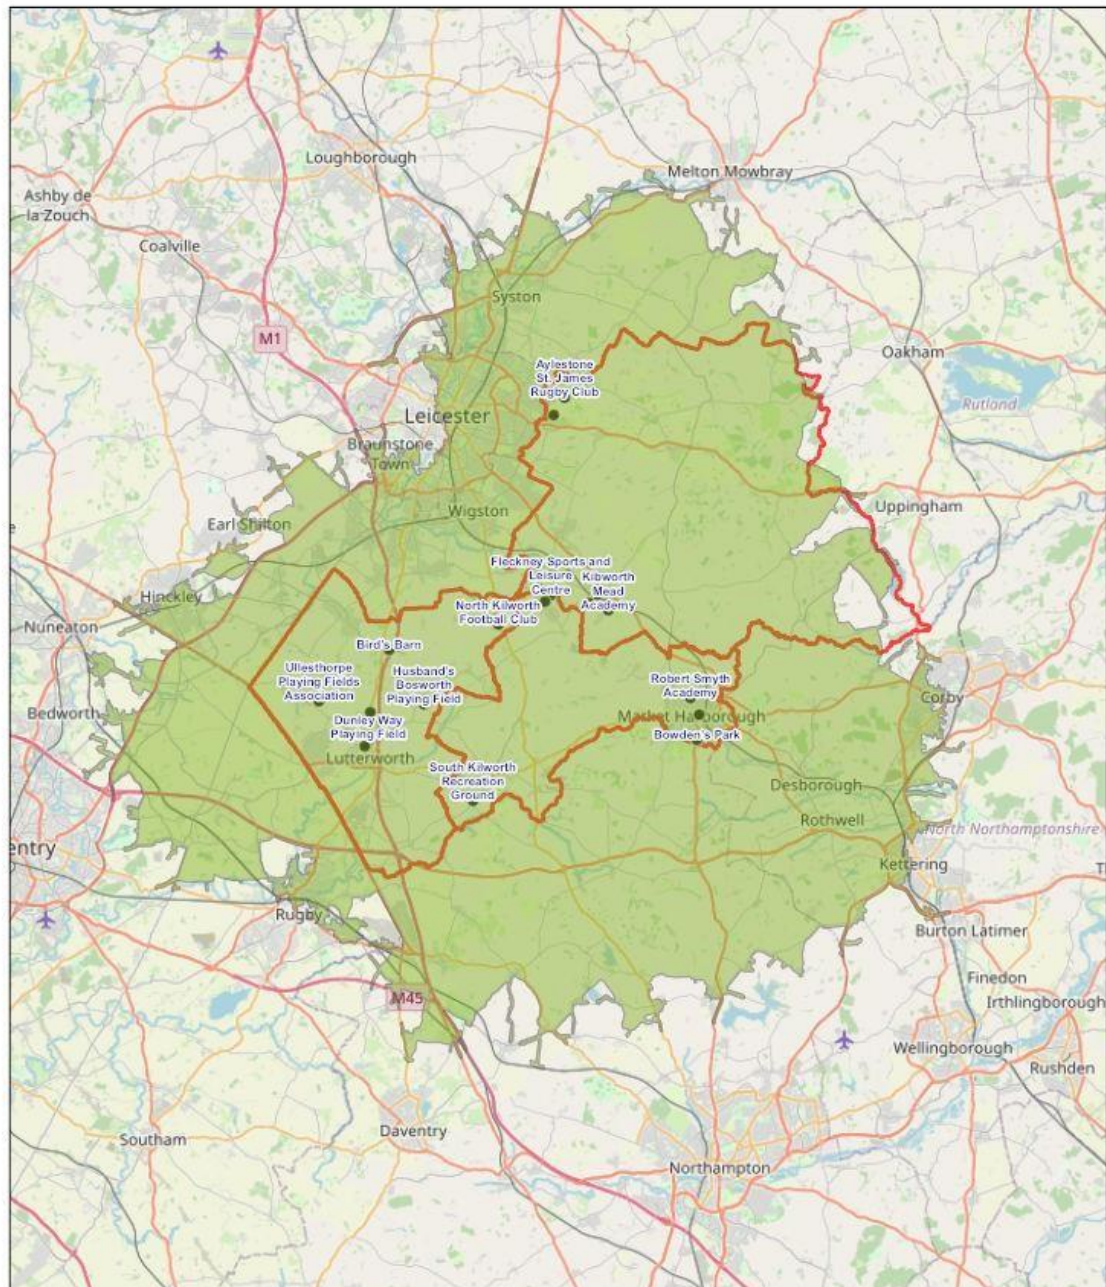 Loughborough
Melton Mowbray
Ashby de
la Zouch
Coalville
Syston
M1
Oakham
Aylestone
St. James
Rugby Club
Rutland
Leicester
Braunstone
Town
Wigston
Uppingham
Earl Shilton
Fleckney Sports and
Leisure
Centre
Kibworth
Mead
Academy
Hinckley
North Kilworth
Football Club
Nuneaton
Bird's Barn
Ullesthorpe
Playing Fields
Association
Husband's
Bosworth
Playing Field
Robert Smyth
Academy
Corby
Bedworth
Market Harborough
Dunley Way
Playing Field
Bowden's Park
Lutterworth
South Kilworth
Recreation
Ground
Desborough
Rothwell
North Northamptonshire
entry
Kettering
Rugby
Burton Latimer
Finedon
M45
Irthlingborough
Wellingborough
Rushden
Daventry
Southam
Northampton